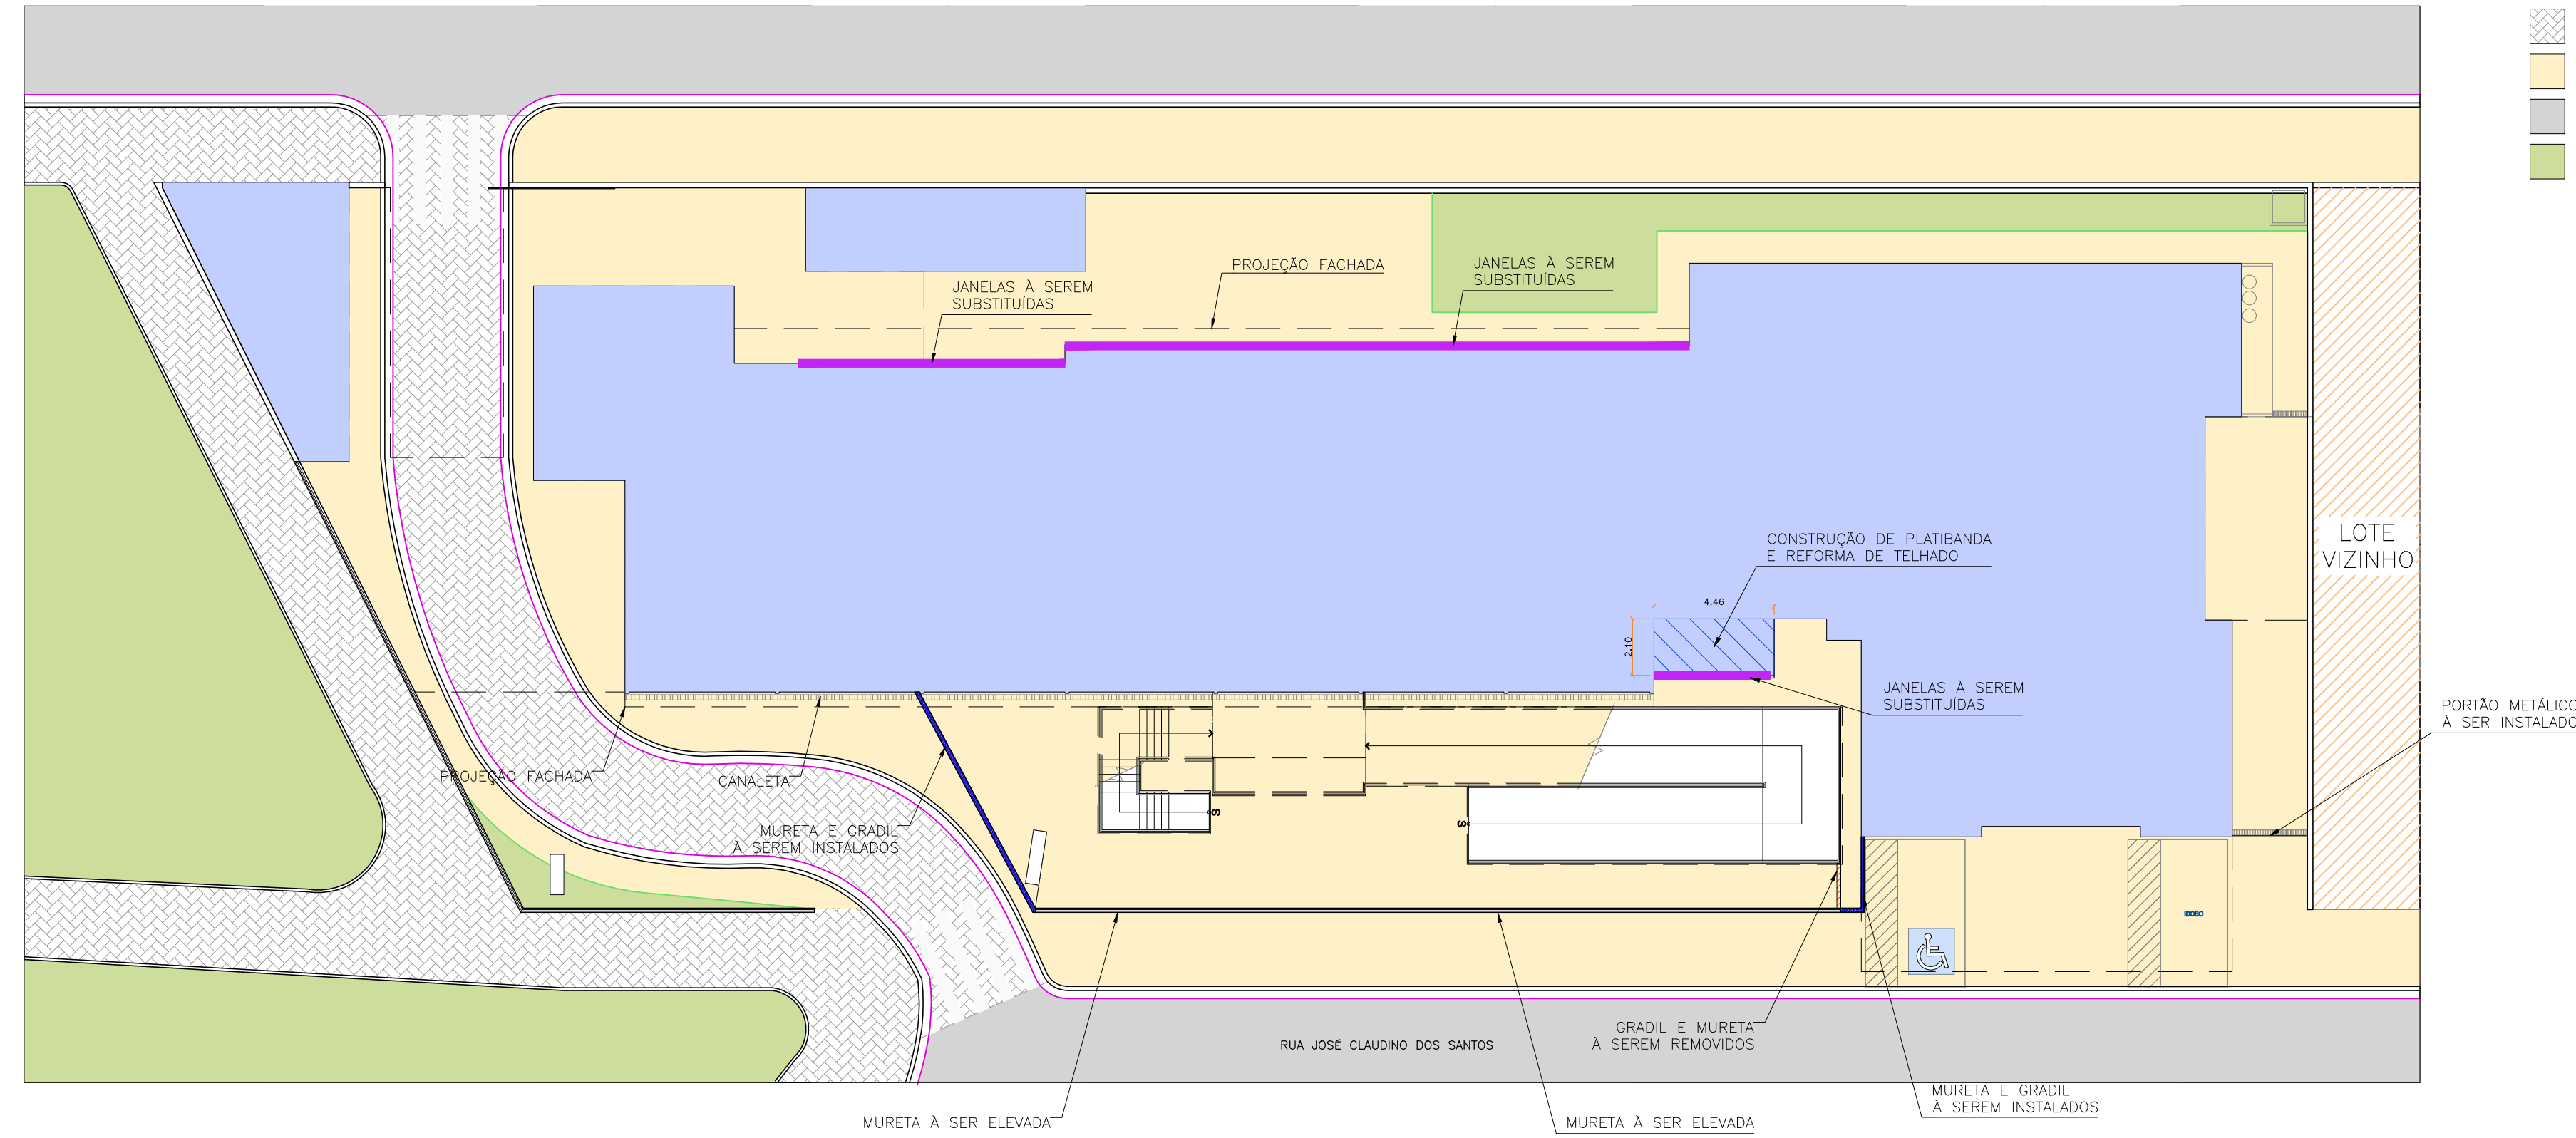 PROJEÇÃO FACHADA
JANELAS À SEREM
SUBSTITUÍDAS
JANELAS À SEREM
SUBSTITUÍDAS
LOTE
VIZINHO
CONSTRUÇÃO DE PLATIBANDA
E REFORMA DE TELHADO
4.46
2.10
JANELAS À SEREM
SUBSTITUÍDAS
PORTÃO METÁLICO
À SER INSTALADO
PROJEÇÃO FACHADA
CANALETA
MURETA E GRADIL
À SEREM INSTALADOS
S
S
IDOSO
GRADIL E MURETA
À SEREM REMOVIDOS
RUA JOSÉ CLAUDINO DOS SANTOS
MURETA E GRADIL
À SEREM INSTALADOS
MURETA À SER ELEVADA
MURETA À SER ELEVADA